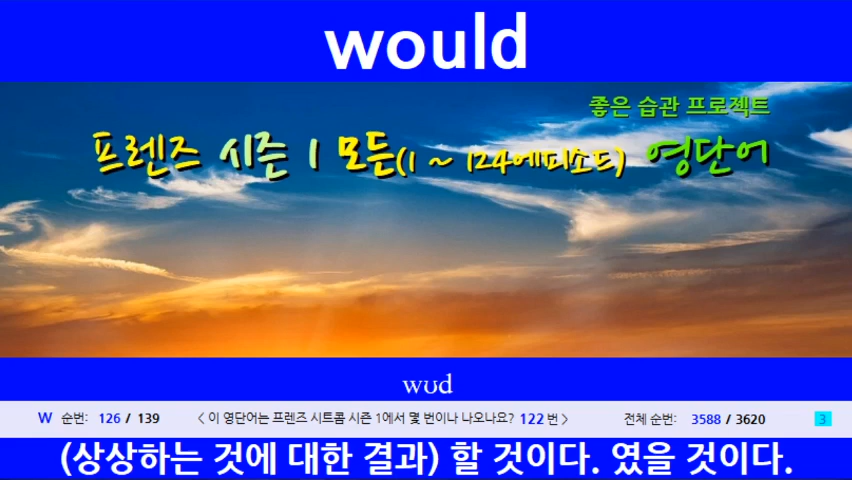 would
좋은 습관 프로젝트
프렌즈 시즌 1 모든(1 ~ 124에피소드) 영단어
wʊd
W 순번: 126 / 139 < 이 영단어는 프렌즈 시트콤 시즌 1에서 몇 번이나 나오나요? 122 번 > 전체 순번: 3588 / 3620 3
(상상하는 것에 대한 결과) 할 것이다. 였을 것이다.